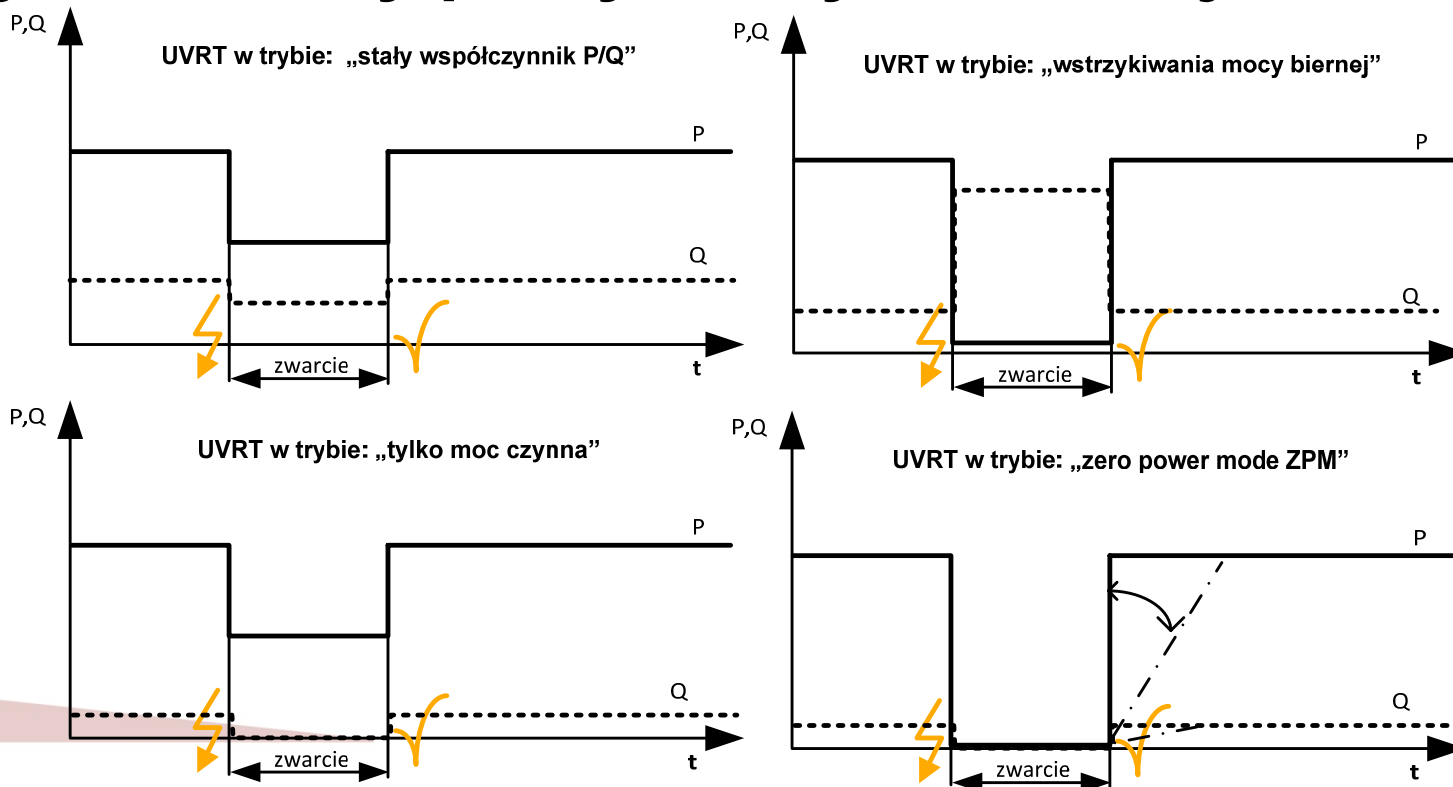 P,Q
UVRT w trybie: „stały współczynnik P/Q”
P
Q
zwarcie
t
P,Q
UVRT w trybie: „wstrzykiwania mocy biernej”
P
Q
zwarcie
t
P,Q
UVRT w trybie: „tylko moc czynna”
P
Q
zwarcie
t
P,Q
UVRT w trybie: „zero power mode ZPM”
P
Q
zwarcie
t